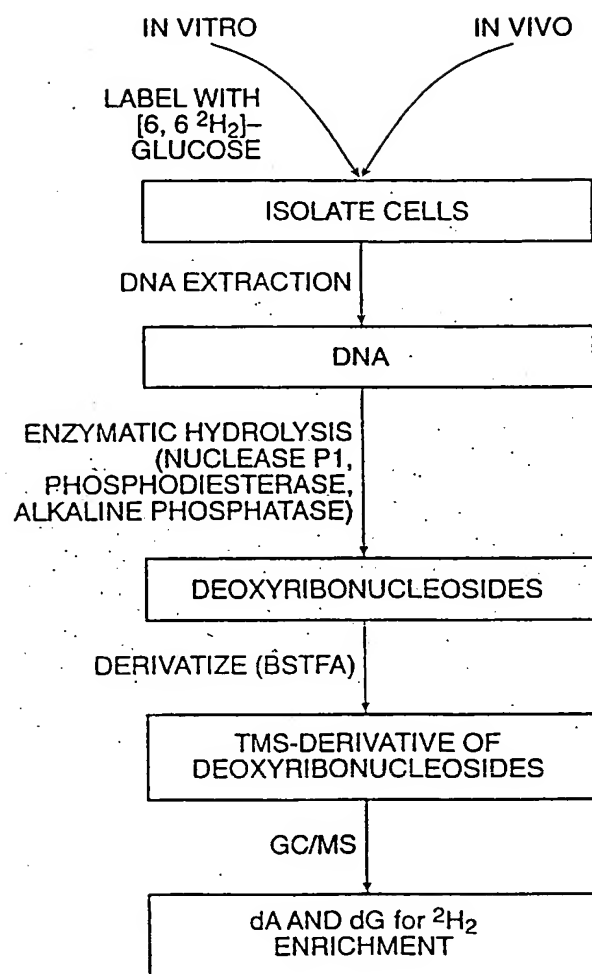 IN VITRO
IN VIVO
LABEL WITH
[6, 6 ²H₂]–
GLUCOSE
ISOLATE CELLS
DNA EXTRACTION
DNA
ENZYMATIC HYDROLYSIS
(NUCLEASE P1,
PHOSPHODIESTERASE,
ALKALINE PHOSPHATASE)
DEOXYRIBONUCLEOSIDES
DERIVATIZE (BSTFA)
TMS-DERIVATIVE OF
DEOXYRIBONUCLEOSIDES
GC/MS
dA AND dG for ²H₂
ENRICHMENT